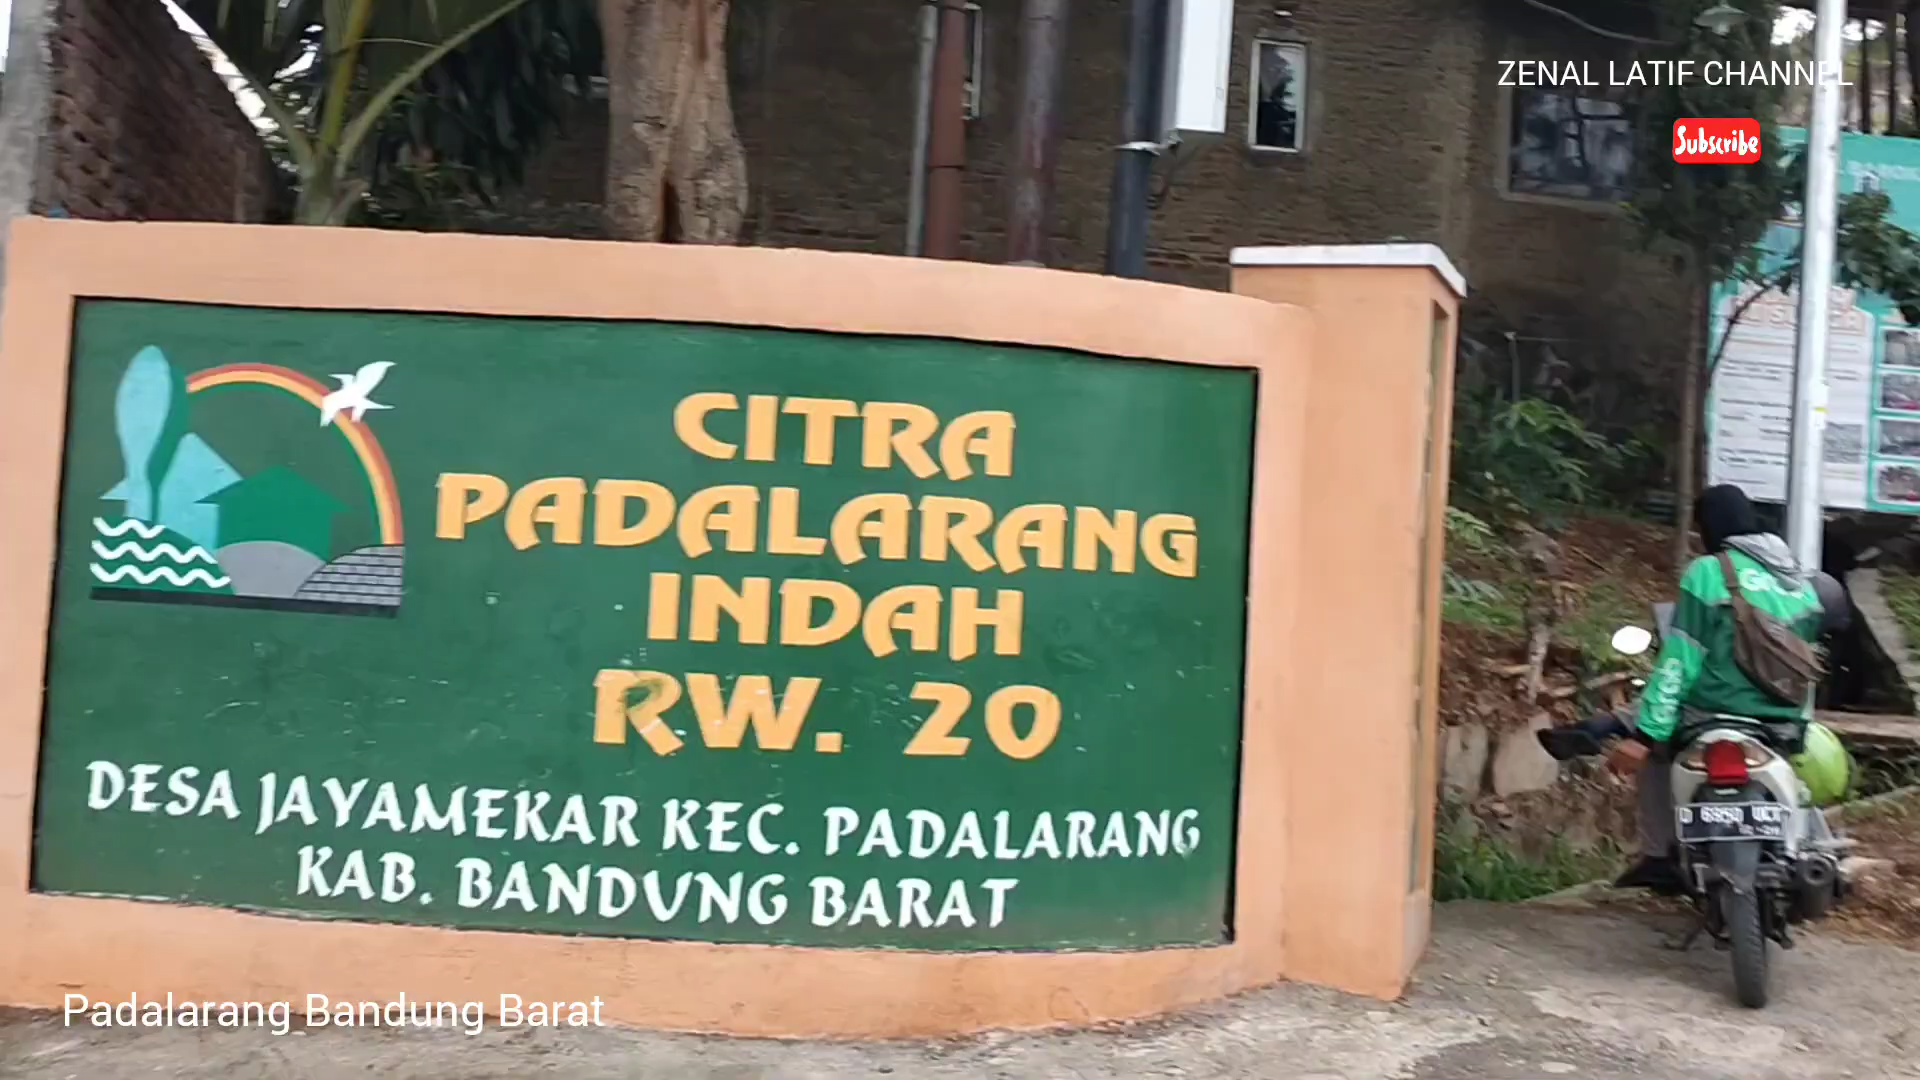 ZENAL LATIF CHANNEL
Subscribe
CITRA
PADALARANG
INDAH
RW. 20
DESA JAYAMEKAR KEC. PADALARANG
KAB. BANDUNG BARAT
Grab
Padalarang Bandung Barat